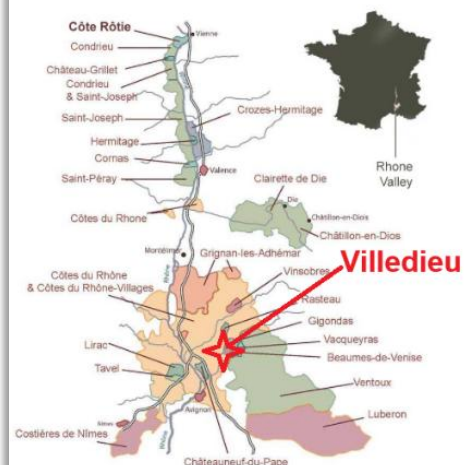 Côte Rôtie
Vienne
Condrieu
Château-Grillet
Condrieu
& Saint-Joseph
Saint-Joseph
Crozes-Hermitage
Hermitage
Cornas
Valence
Saint-Péray
Rhone
Valley
Clairette de Die
Die
Châtillon-en-Diois
Côtes du Rhone
Châtillon-en-Dios
Montélimar
Grignan-les-Adhémar
Villedieu
Côtes du Rhône
& Côtes du Rhône-Villages
Vinsobres
Rhône
Rasteau
Gigondas
Vacqueyras
Lirac
Beaumes-de-Venise
Tavel
Ventoux
Avignon
Luberon
Nîmes
Costières de Nîmes
Rhône
Châteauneuf-du-Pape